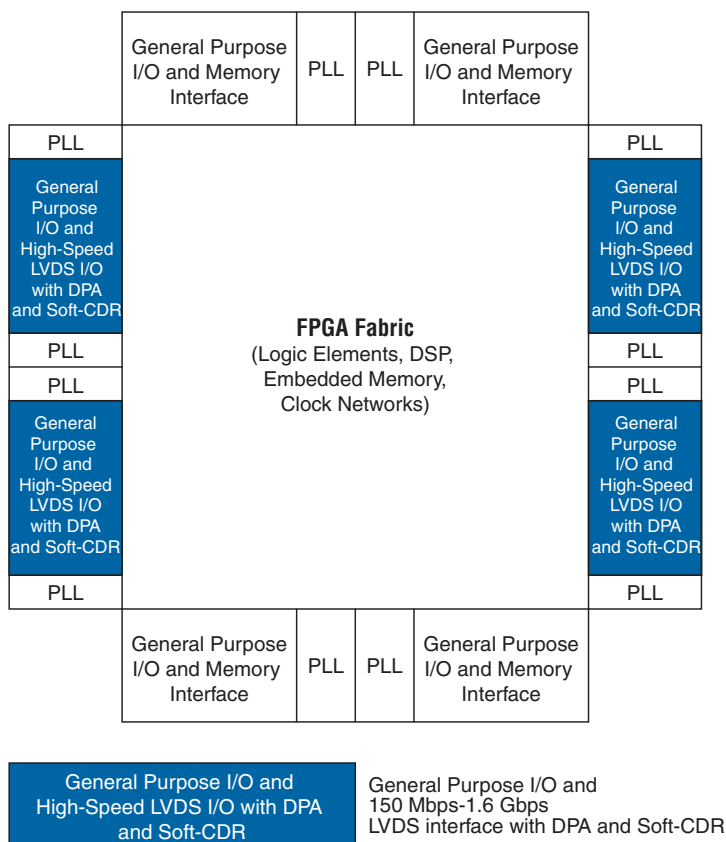 General Purpose
I/O and Memory
Interface
PLL
PLL
General Purpose
I/O and Memory
Interface
PLL
General
Purpose
I/O and
High-Speed
LVDS I/O
with DPA
and Soft-CDR
PLL
PLL
General
Purpose
I/O and
High-Speed
LVDS I/O
with DPA
and Soft-CDR
PLL
FPGA Fabric
(Logic Elements, DSP,
Embedded Memory,
Clock Networks)
PLL
General
Purpose
I/O and
High-Speed
LVDS I/O
with DPA
and Soft-CDR
PLL
PLL
General
Purpose
I/O and
High-Speed
LVDS I/O
with DPA
and Soft-CDR
PLL
General Purpose
I/O and Memory
Interface
PLL
PLL
General Purpose
I/O and Memory
Interface
General Purpose I/O and
High-Speed LVDS I/O with DPA
and Soft-CDR
General Purpose I/O and
150 Mbps-1.6 Gbps
LVDS interface with DPA and Soft-CDR